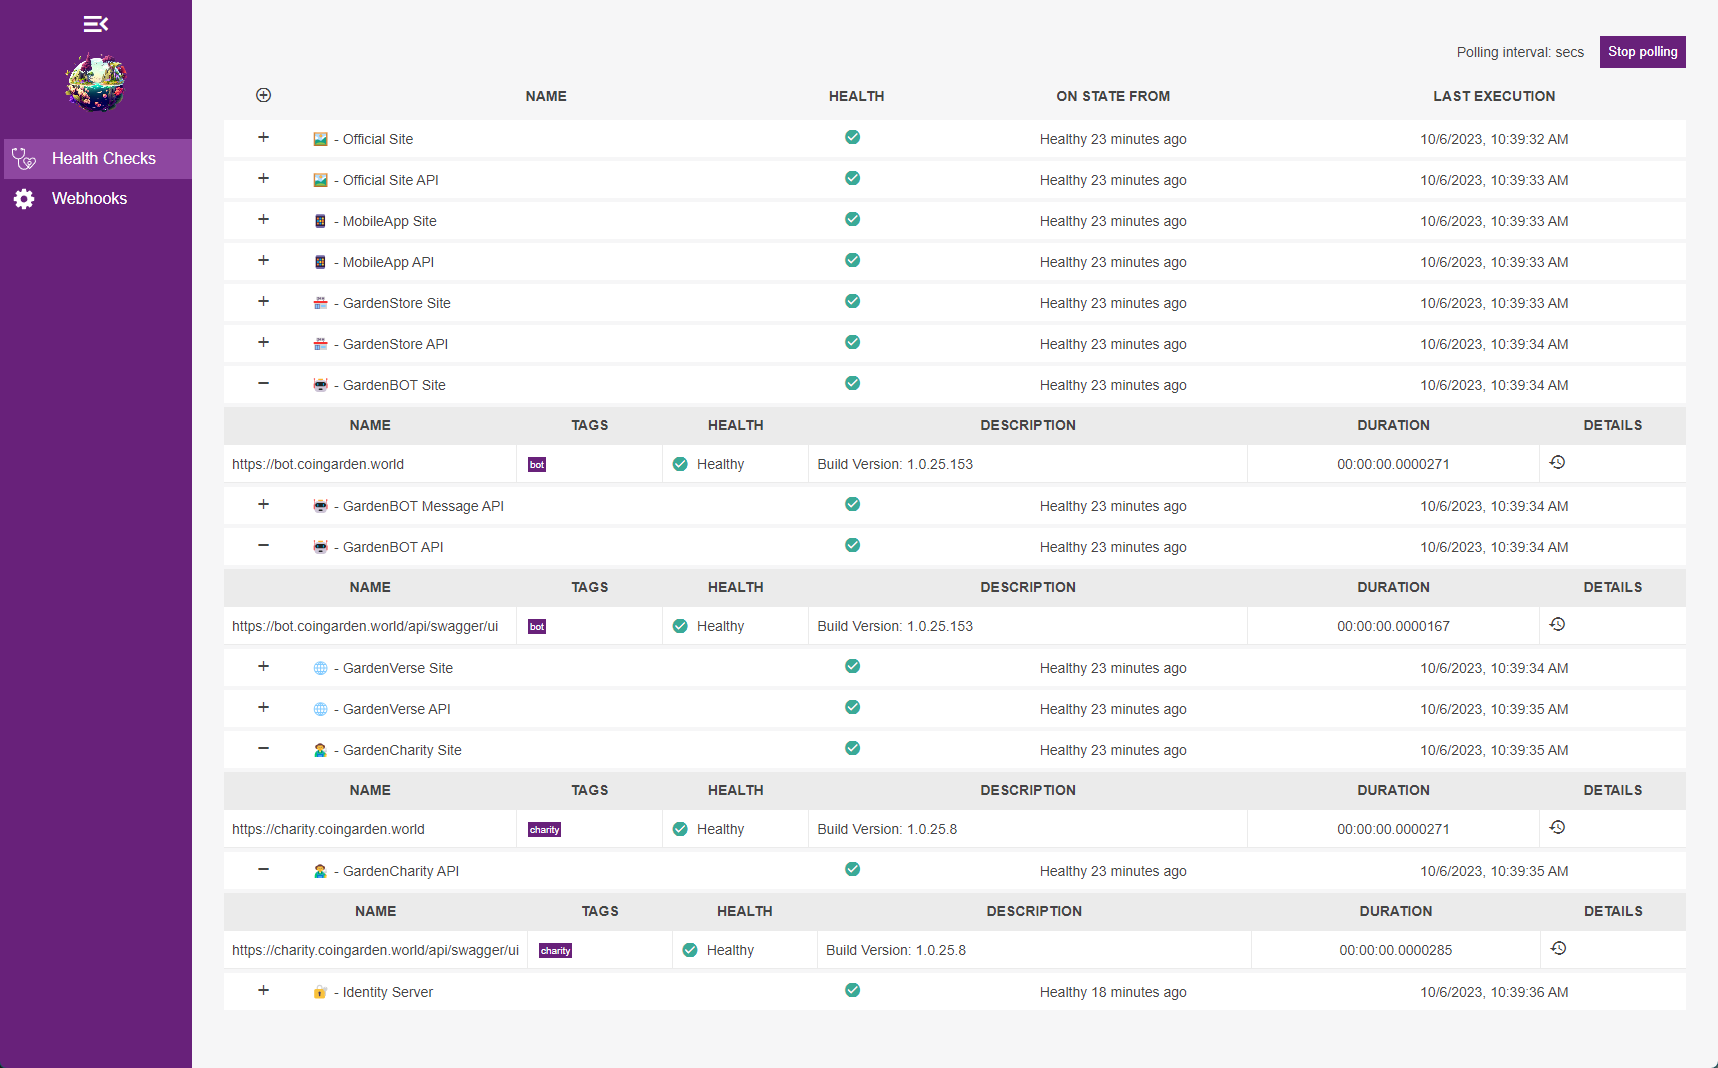 Polling interval: secs Stop polling
NAME HEALTH ON STATE FROM LAST EXECUTION
Health Checks
Webhooks
- Official Site Healthy 23 minutes ago 10/6/2023, 10:39:32 AM
- Official Site API Healthy 23 minutes ago 10/6/2023, 10:39:33 AM
- MobileApp Site Healthy 23 minutes ago 10/6/2023, 10:39:33 AM
- MobileApp API Healthy 23 minutes ago 10/6/2023, 10:39:33 AM
- GardenStore Site Healthy 23 minutes ago 10/6/2023, 10:39:33 AM
- GardenStore API Healthy 23 minutes ago 10/6/2023, 10:39:34 AM
- GardenBOT Site Healthy 23 minutes ago 10/6/2023, 10:39:34 AM
NAME TAGS HEALTH DESCRIPTION DURATION DETAILS
https://bot.coingarden.world bot Healthy Build Version: 1.0.25.153 00:00:00.0000271
- GardenBOT Message API Healthy 23 minutes ago 10/6/2023, 10:39:34 AM
- GardenBOT API Healthy 23 minutes ago 10/6/2023, 10:39:34 AM
NAME TAGS HEALTH DESCRIPTION DURATION DETAILS
https://bot.coingarden.world/api/swagger/ui bot Healthy Build Version: 1.0.25.153 00:00:00.0000167
- GardenVerse Site Healthy 23 minutes ago 10/6/2023, 10:39:34 AM
- GardenVerse API Healthy 23 minutes ago 10/6/2023, 10:39:35 AM
- GardenCharity Site Healthy 23 minutes ago 10/6/2023, 10:39:35 AM
NAME TAGS HEALTH DESCRIPTION DURATION DETAILS
https://charity.coingarden.world charity Healthy Build Version: 1.0.25.8 00:00:00.0000271
- GardenCharity API Healthy 23 minutes ago 10/6/2023, 10:39:35 AM
NAME TAGS HEALTH DESCRIPTION DURATION DETAILS
https://charity.coingarden.world/api/swagger/ui charity Healthy Build Version: 1.0.25.8 00:00:00.0000285
- Identity Server Healthy 18 minutes ago 10/6/2023, 10:39:36 AM